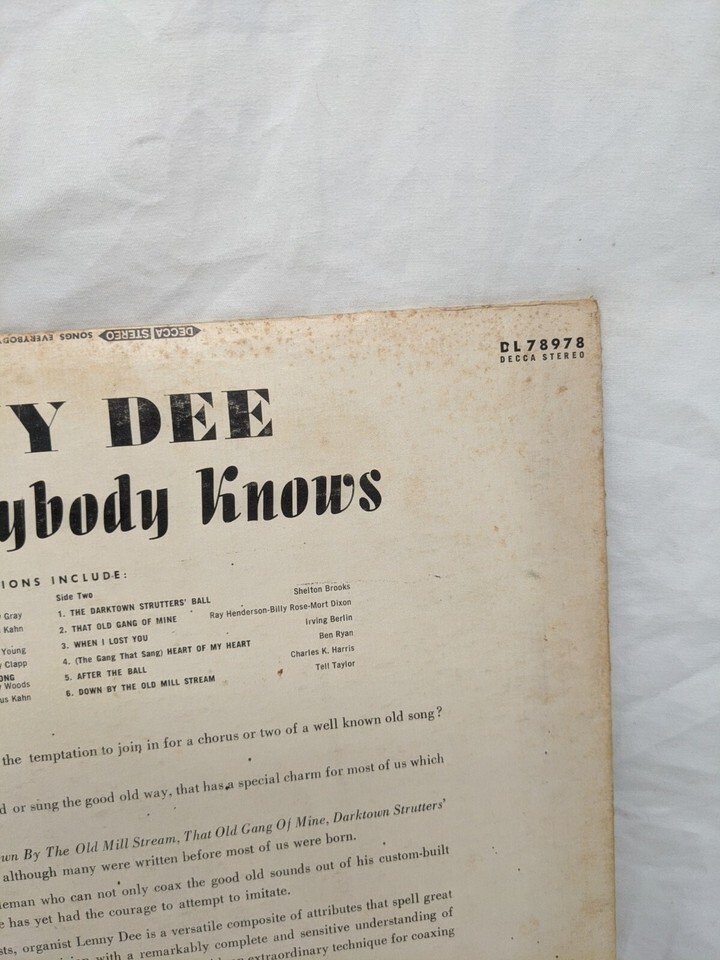 SONGS EVERYBODY DECCA STEREO
DL 78978
DECCA STEREO
Y DEE
ybody Knows
IONS INCLUDE:
Side Two
Gray
Kahn
Young
Clapp
ONG
Woods
us Kahn
1. THE DARKTOWN STRUTTERS' BALL Shelton Brooks
2. THAT OLD GANG OF MINE Ray Henderson-Billy Rose-Mort Dixon
3. WHEN I LOST YOU Irving Berlin
4. (The Gang That Sang) HEART OF MY HEART Ben Ryan
5. AFTER THE BALL Charles K. Harris
6. DOWN BY THE OLD MILL STREAM Tell Taylor
the temptation to join in for a chorus or two of a well known old song?
d or sung the good old way, that has a special charm for most of us which
wn By The Old Mill Stream, That Old Gang Of Mine, Darktown Strutters'
although many were written before most of us were born.
leman who can not only coax the good old sounds out of his custom-built
e has yet had the courage to attempt to imitate.
sts, organist Lenny Dee is a versatile composite of attributes that spell great
with a remarkably complete and sensitive understanding of
extraordinary technique for coaxing